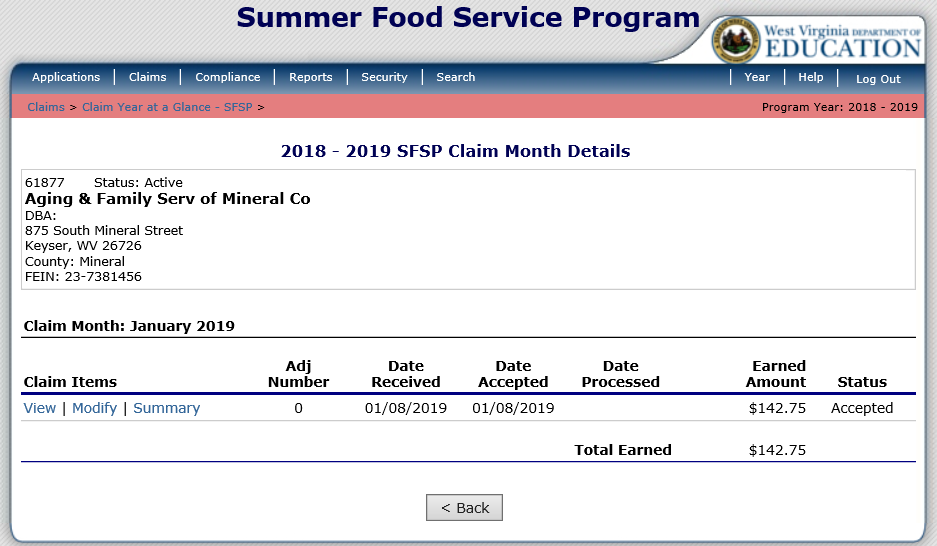 Summer Food Service Program
West Virginia DEPARTMENT OF
EDUCATION
Applications | Claims | Compliance | Reports | Security | Search | Year | Help | Log Out
Claims > Claim Year at a Glance - SFSP > Program Year: 2018 - 2019
2018 - 2019 SFSP Claim Month Details
61877 Status: Active
Aging & Family Serv of Mineral Co
DBA:
875 South Mineral Street
Keyser, WV 26726
County: Mineral
FEIN: 23-7381456
Claim Month: January 2019
Adj Date Date Date Earned
Claim Items Number Received Accepted Processed Amount Status
View | Modify | Summary 0 01/08/2019 01/08/2019 $142.75 Accepted
Total Earned $142.75
< Back